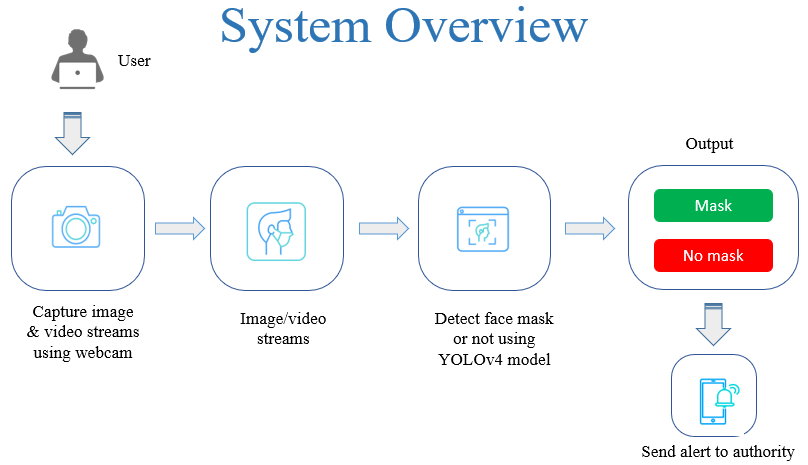 System Overview
User
Output
Mask
No mask
Capture image
& video streams
using webcam
Image/video
streams
Detect face mask
or not using
YOLOv4 model
Send alert to authority